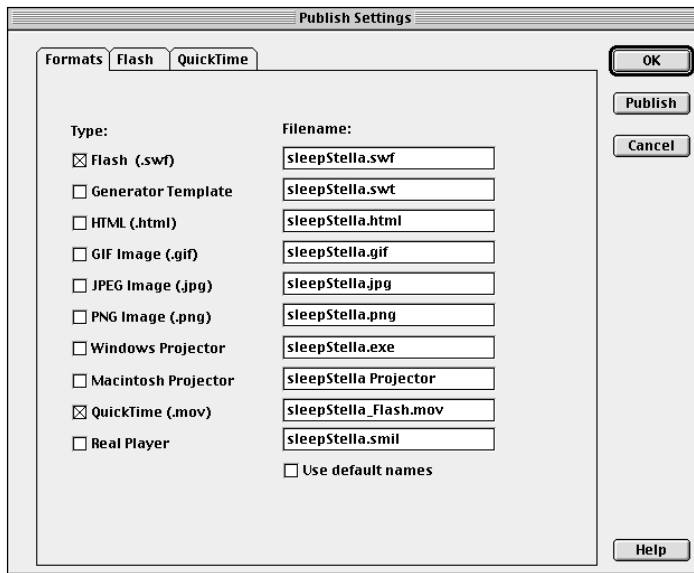 Publish Settings
Formats Flash QuickTime
OK
Publish
Cancel
Type: Filename:
Flash (.swf) sleepStella.swf
Generator Template sleepStella.swt
HTML (.html) sleepStella.html
GIF Image (.gif) sleepStella.gif
JPEG Image (.jpg) sleepStella.jpg
PNG Image (.png) sleepStella.png
Windows Projector sleepStella.exe
Macintosh Projector sleepStella Projector
QuickTime (.mov) sleepStella_Flash.mov
Real Player sleepStella.smil
Use default names
Help